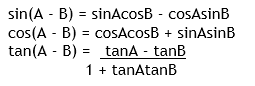 sin(A - B) = sinAcosB - cosAsinB
cos(A - B) = cosAcosB + sinAsinB
tan(A - B) = tanA - tanB
1 + tanAtanB